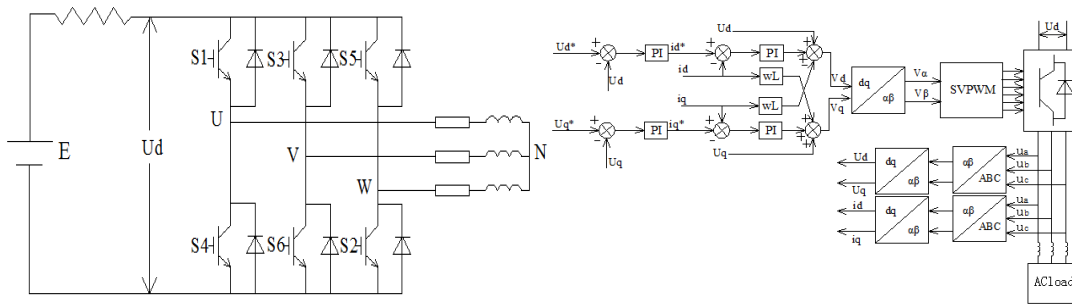 S1
S3
S5
U
V
W
N
E
Ud
S4
S6
S2
Ud*
+
−
Ud
PI
id*
+
−
PI
Ud
+
+
−
id
wL
iq
wL
Uq*
+
−
Uq
PI
iq*
+
−
PI
+
+
+
Uq
Vd
Vq
dq
αβ
Vα
Vβ
SVPWM
Ud
Ud
Uq
dq
αβ
αβ
ABC
ua
ub
uc
id
iq
dq
αβ
αβ
ABC
ua
ub
uc
ACload